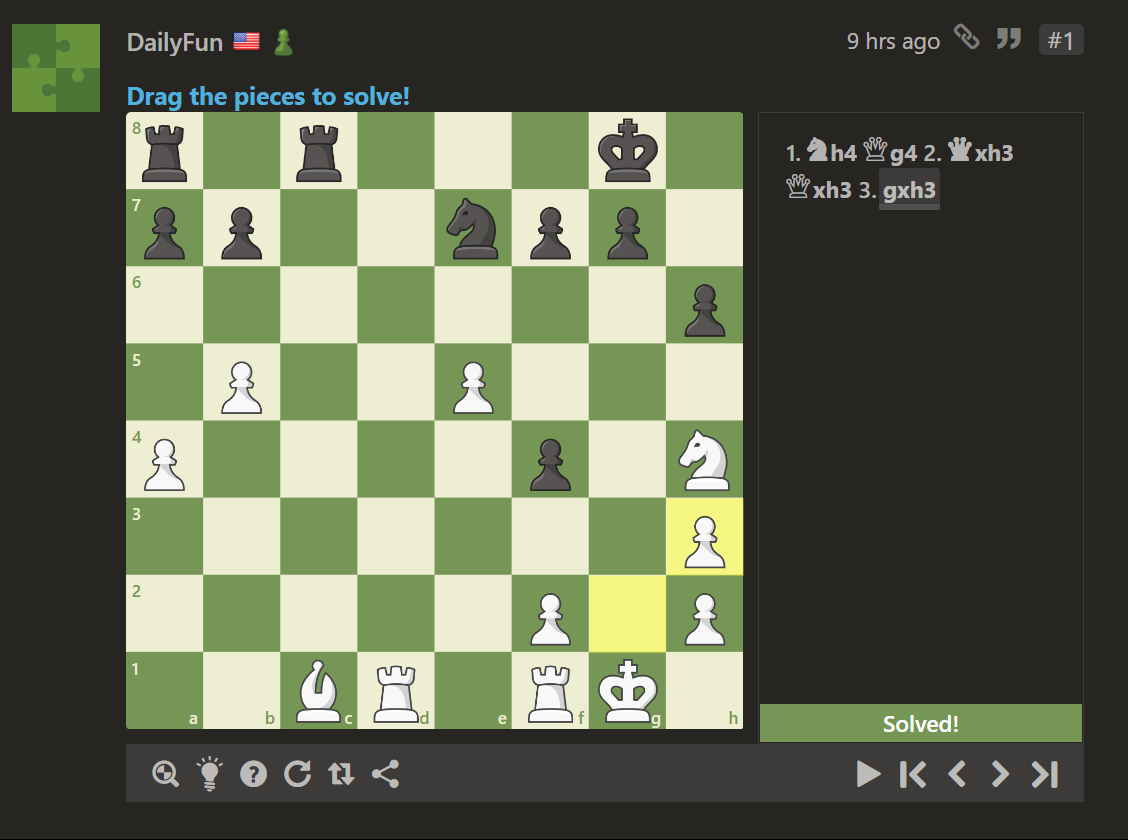 DailyFun
9 hrs ago #1
Drag the pieces to solve!
8
7
6
5
4
3
2
1
a b c d e f g h
1. ♞h4 ♕g4 2. ♛xh3
♕xh3 3. gxh3
Solved!